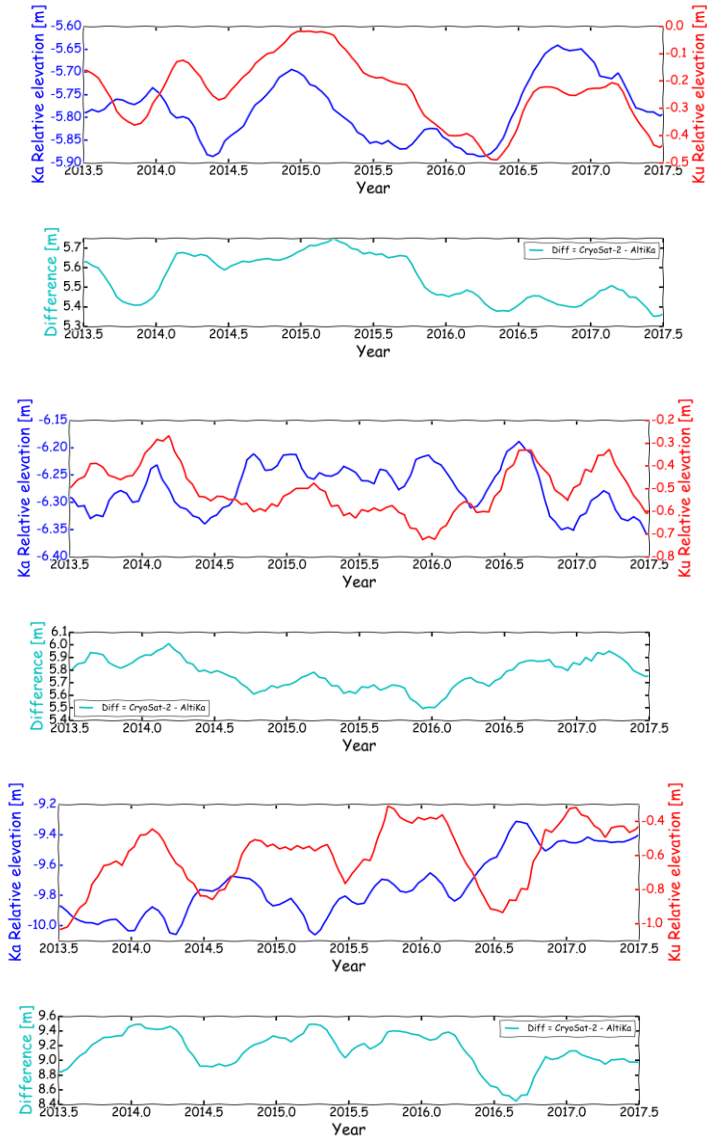 Ka Relative elevation [m]
-5.60
-5.65
-5.70
-5.75
-5.80
-5.85
-5.90
0.0
-0.1
-0.2
-0.3
-0.4
-0.5
Ku Relative elevation [m]
2013.5 2014.0 2014.5 2015.0 2015.5 2016.0 2016.5 2017.0 2017.5
Year
Difference [m]
5.7
5.6
5.5
5.4
5.3
Diff = CryoSat-2 - AltiKa
2013.5 2014.0 2014.5 2015.0 2015.5 2016.0 2016.5 2017.0 2017.5
Year
Ka Relative elevation [m]
-6.15
-6.20
-6.25
-6.30
-6.35
-6.40
-0.2
-0.3
-0.4
-0.5
-0.6
-0.7
-0.8
Ku Relative elevation [m]
2013.5 2014.0 2014.5 2015.0 2015.5 2016.0 2016.5 2017.0 2017.5
Year
Difference [m]
6.1
6.0
5.9
5.8
5.7
5.6
5.5
5.4
Diff = CryoSat-2 - AltiKa
2013.5 2014.0 2014.5 2015.0 2015.5 2016.0 2016.5 2017.0 2017.5
Year
Ka Relative elevation [m]
-9.2
-9.4
-9.6
-9.8
-10.0
-0.4
-0.6
-0.8
-1.0
Ku Relative elevation [m]
2013.5 2014.0 2014.5 2015.0 2015.5 2016.0 2016.5 2017.0 2017.5
Year
Difference [m]
9.6
9.4
9.2
9.0
8.8
8.6
8.4
Diff = CryoSat-2 - AltiKa
2013.5 2014.0 2014.5 2015.0 2015.5 2016.0 2016.5 2017.0 2017.5
Year